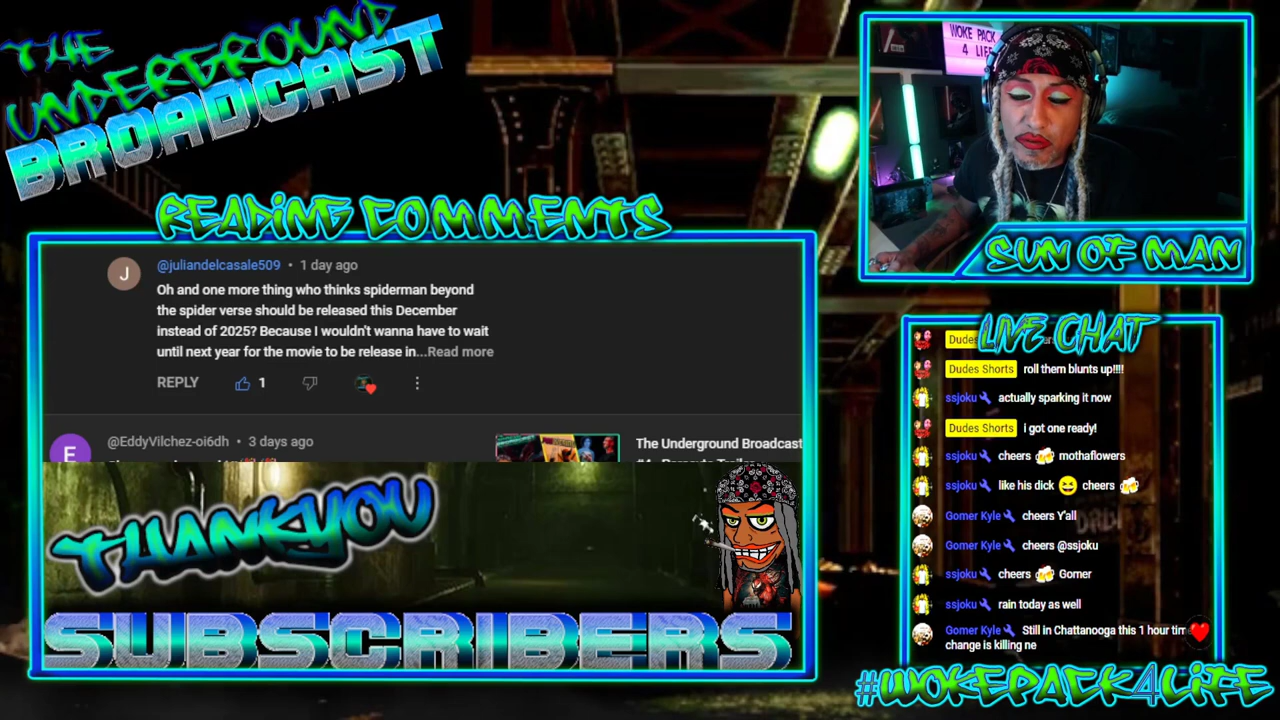 THE
UNDERGROUND
BROADCAST
WOKE PACK
4 LIFE
READING COMMENTS
SUN OF MAN
J
@juliandelcasale509 • 1 day ago
Oh and one more thing who thinks spiderman beyond
the spider verse should be released this December
instead of 2025? Because I wouldn't wanna have to wait
until next year for the movie to be release in...Read more
REPLY 1
E
@EddyVilchez-oi6dh • 3 days ago
The Underground Broadcast
THANKYOU
SUBSCRIBERS
LIVE CHAT
Dudes
Dudes Shorts roll them blunts up!!!!
ssjoku actually sparking it now
Dudes Shorts i got one ready!
ssjoku cheers 🍻 mothaflowers
ssjoku like his dick 😆 cheers 🍻
Gomer Kyle cheers Y'all
Gomer Kyle cheers @ssjoku
ssjoku cheers 🍻 Gomer
ssjoku rain today as well
Gomer Kyle Still in Chattanooga this 1 hour time
change is killing ne
#WOKEPACK4LIFE